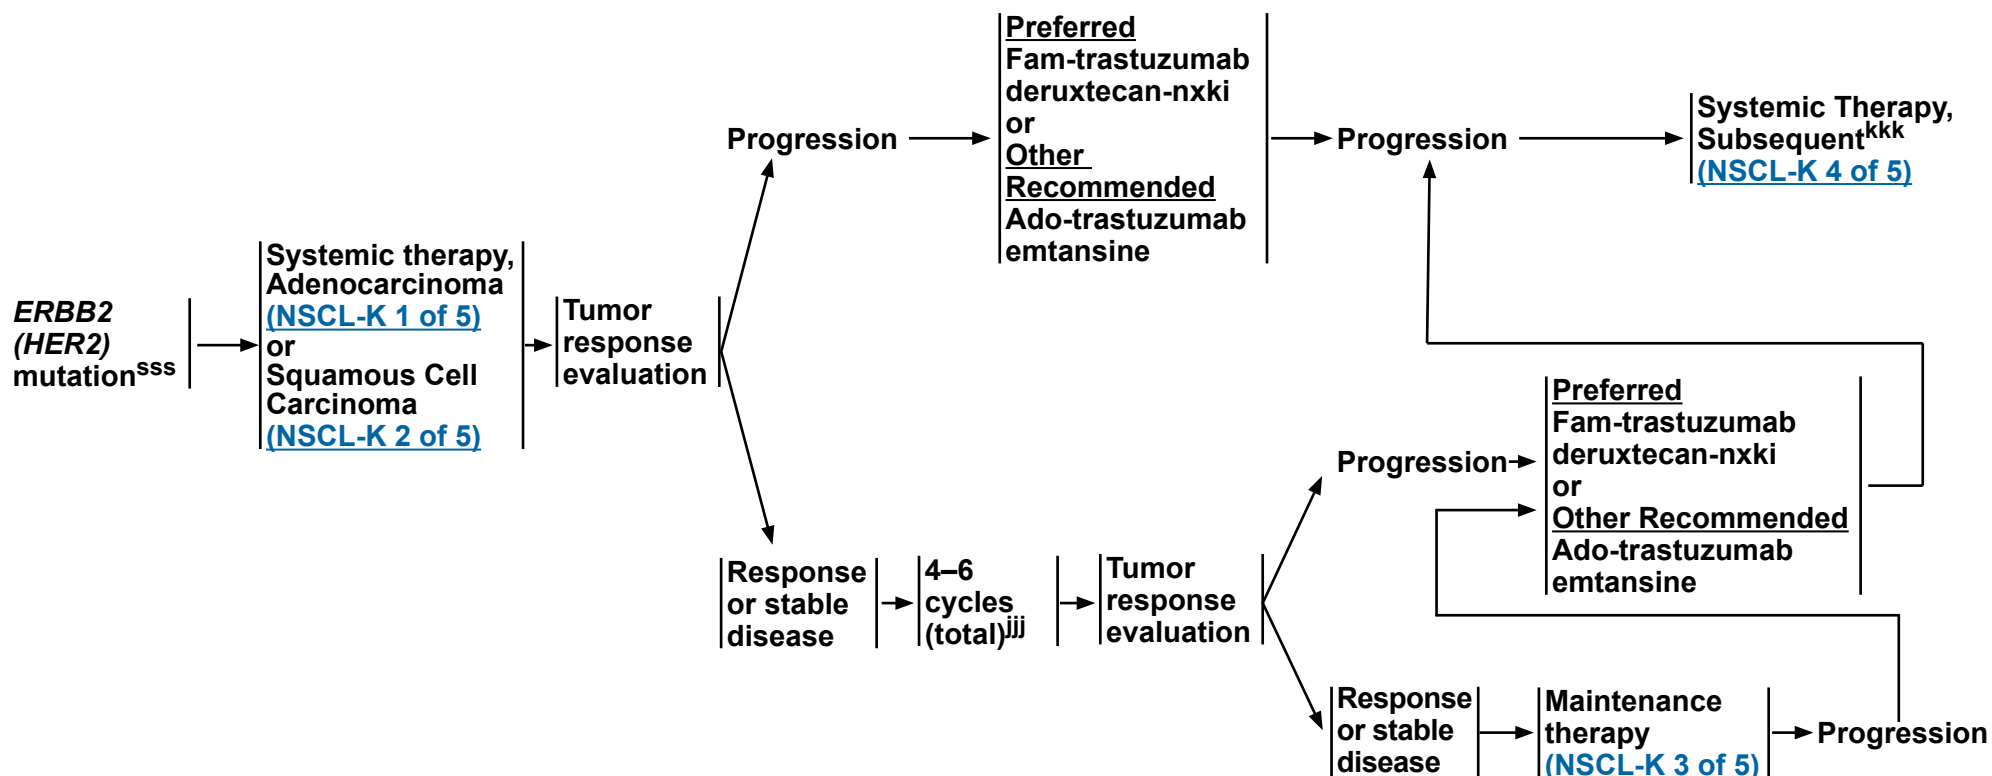 ERBB2
(HER2)
mutationsss
Systemic therapy,
Adenocarcinoma
(NSCL-K 1 of 5)
or
Squamous Cell
Carcinoma
(NSCL-K 2 of 5)
Tumor
response
evaluation
Progression
Preferred
Fam-trastuzumab
deruxtecan-nxki
or
Other
Recommended
Ado-trastuzumab
emtansine
Progression
Systemic Therapy,
Subsequentkkk
(NSCL-K 4 of 5)
Response
or stable
disease
4–6
cycles
(total)jjj
Tumor
response
evaluation
Progression
Preferred
Fam-trastuzumab
deruxtecan-nxki
or
Other Recommended
Ado-trastuzumab
emtansine
Response
or stable
disease
Maintenance
therapy
(NSCL-K 3 of 5)
Progression